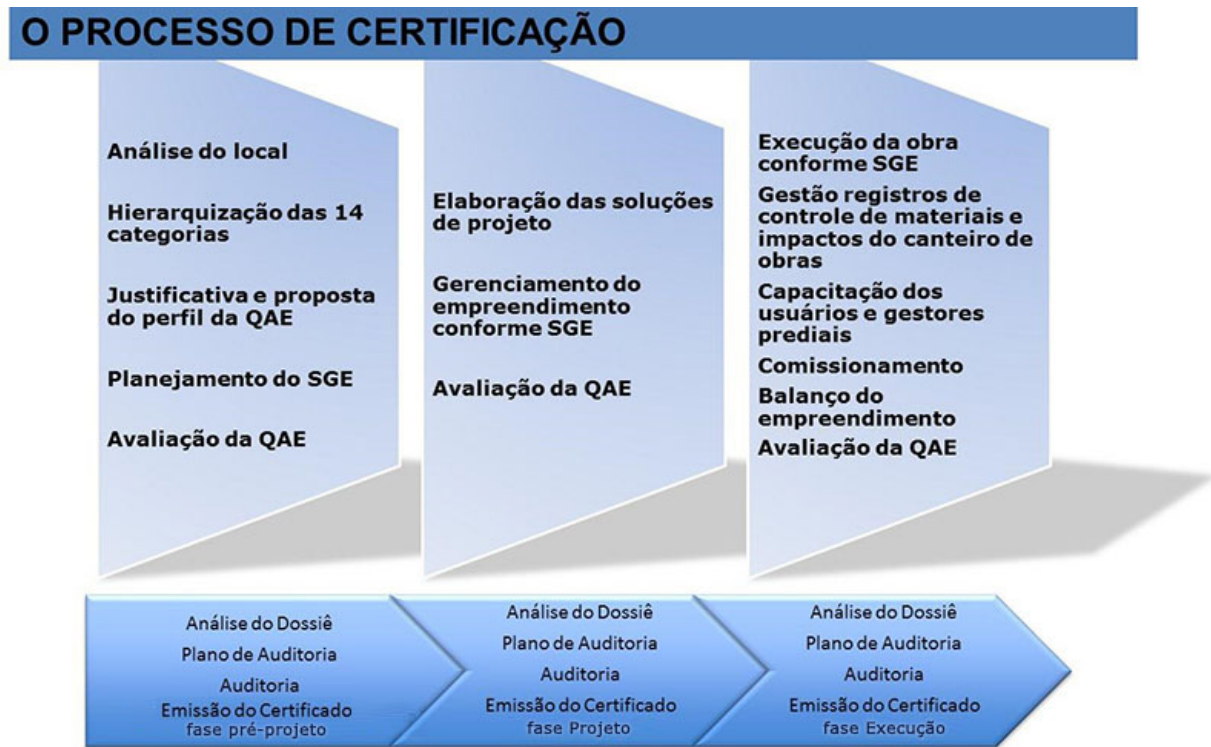 O PROCESSO DE CERTIFICAÇÃO
Análise do local
Hierarquização das 14
categorias
Justificativa e proposta
do perfil da QAE
Planejamento do SGE
Avaliação da QAE
Elaboração das soluções
de projeto
Gerenciamento do
empreendimento
conforme SGE
Avaliação da QAE
Execução da obra
conforme SGE
Gestão registros de
controle de materiais e
impactos do canteiro de
obras
Capacitação dos
usuários e gestores
prediais
Comissionamento
Balanço do
empreendimento
Avaliação da QAE
Análise do Dossiê
Plano de Auditoria
Auditoria
Emissão do Certificado
fase pré-projeto
Análise do Dossiê
Plano de Auditoria
Auditoria
Emissão do Certificado
fase Projeto
Análise do Dossiê
Plano de Auditoria
Auditoria
Emissão do Certificado
fase Execução